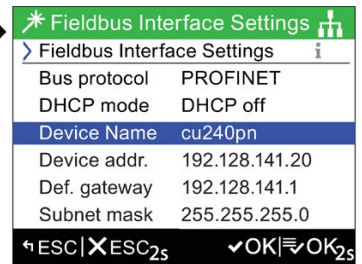 Fieldbus Interface Settings
Fieldbus Interface Settings i
Bus protocol PROFINET
DHCP mode DHCP off
Device Name cu240pn
Device addr. 192.128.141.20
Def. gateway 192.128.141.1
Subnet mask 255.255.255.0
ESC|ESC2s OK|OK2s